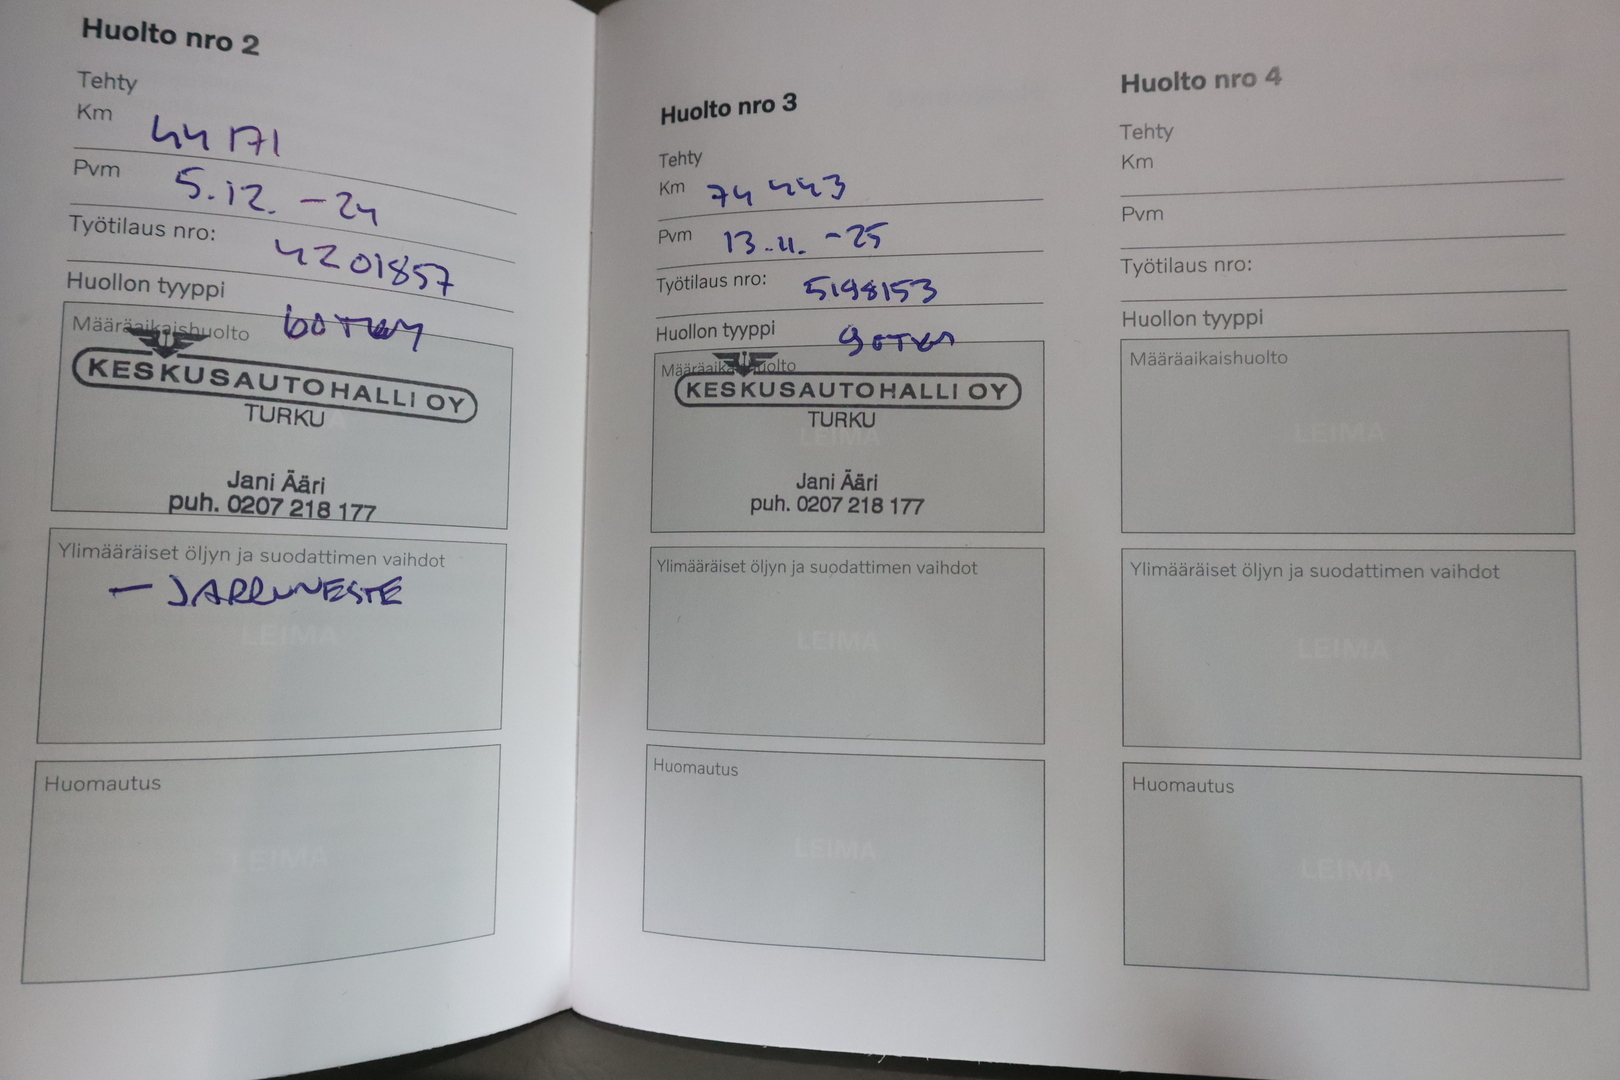 Huolto nro 2
Tehty
Km 44 171
Pvm 5.12. -24
Työtilaus nro: 4201857
Huollon tyyppi 60 TKM
Määräaikaishuolto
KESKUSAUTOHALLI OY
TURKU
Jani Ääri
puh. 0207 218 177
Ylimääräiset öljyn ja suodattimen vaihdot
- JARRUNESTE
LEIMA
Huomautus
LEIMA
Huolto nro 3
Tehty
Km 74 443
Pvm 13.11. -25
Työtilaus nro: 5198153
Huollon tyyppi 90TKM
Määräaikaishuolto
KESKUSAUTOHALLI OY
TURKU
LEIMA
Jani Ääri
puh. 0207 218 177
Ylimääräiset öljyn ja suodattimen vaihdot
LEIMA
Huomautus
LEIMA
Huolto nro 4
Tehty
Km
Pvm
Työtilaus nro:
Huollon tyyppi
Määräaikaishuolto
LEIMA
Ylimääräiset öljyn ja suodattimen vaihdot
LEIMA
Huomautus
LEIMA